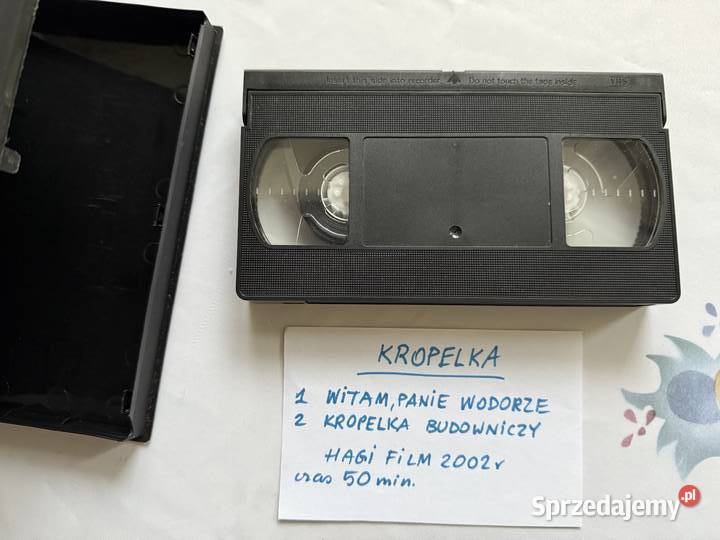 Insert this side into recorder Do not touch the tape inside VHS
KROPELKA
1 WITAM, PANIE WODORZE
2 KROPELKA BUDOWNICZY
HAGI FILM 2002r
czas 50 min.
Sprzedajemy.pl